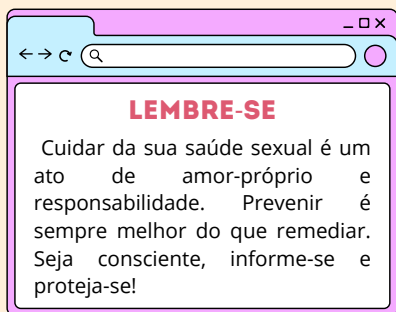 LEMBRE-SE
Cuidar da sua saúde sexual é um
ato de amor-próprio e
responsabilidade. Prevenir é
sempre melhor do que remediar.
Seja consciente, informe-se e
proteja-se!